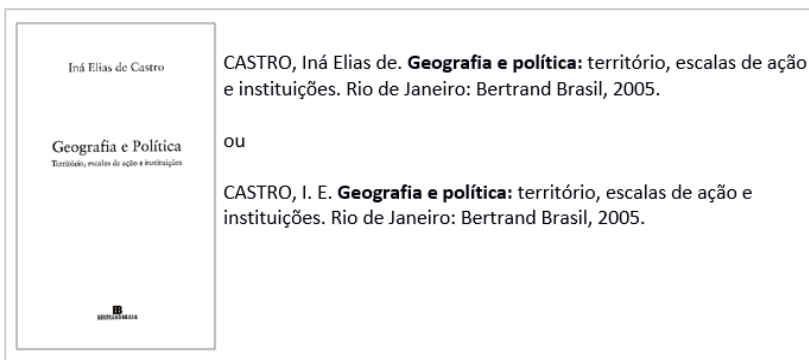 Iná Elias de Castro
Geografia e Política
Território, escalas de ação e instituições
BERTRAND BRASIL
CASTRO, Iná Elias de. Geografia e política: território, escalas de ação
e instituições. Rio de Janeiro: Bertrand Brasil, 2005.
ou
CASTRO, I. E. Geografia e política: território, escalas de ação e
instituições. Rio de Janeiro: Bertrand Brasil, 2005.